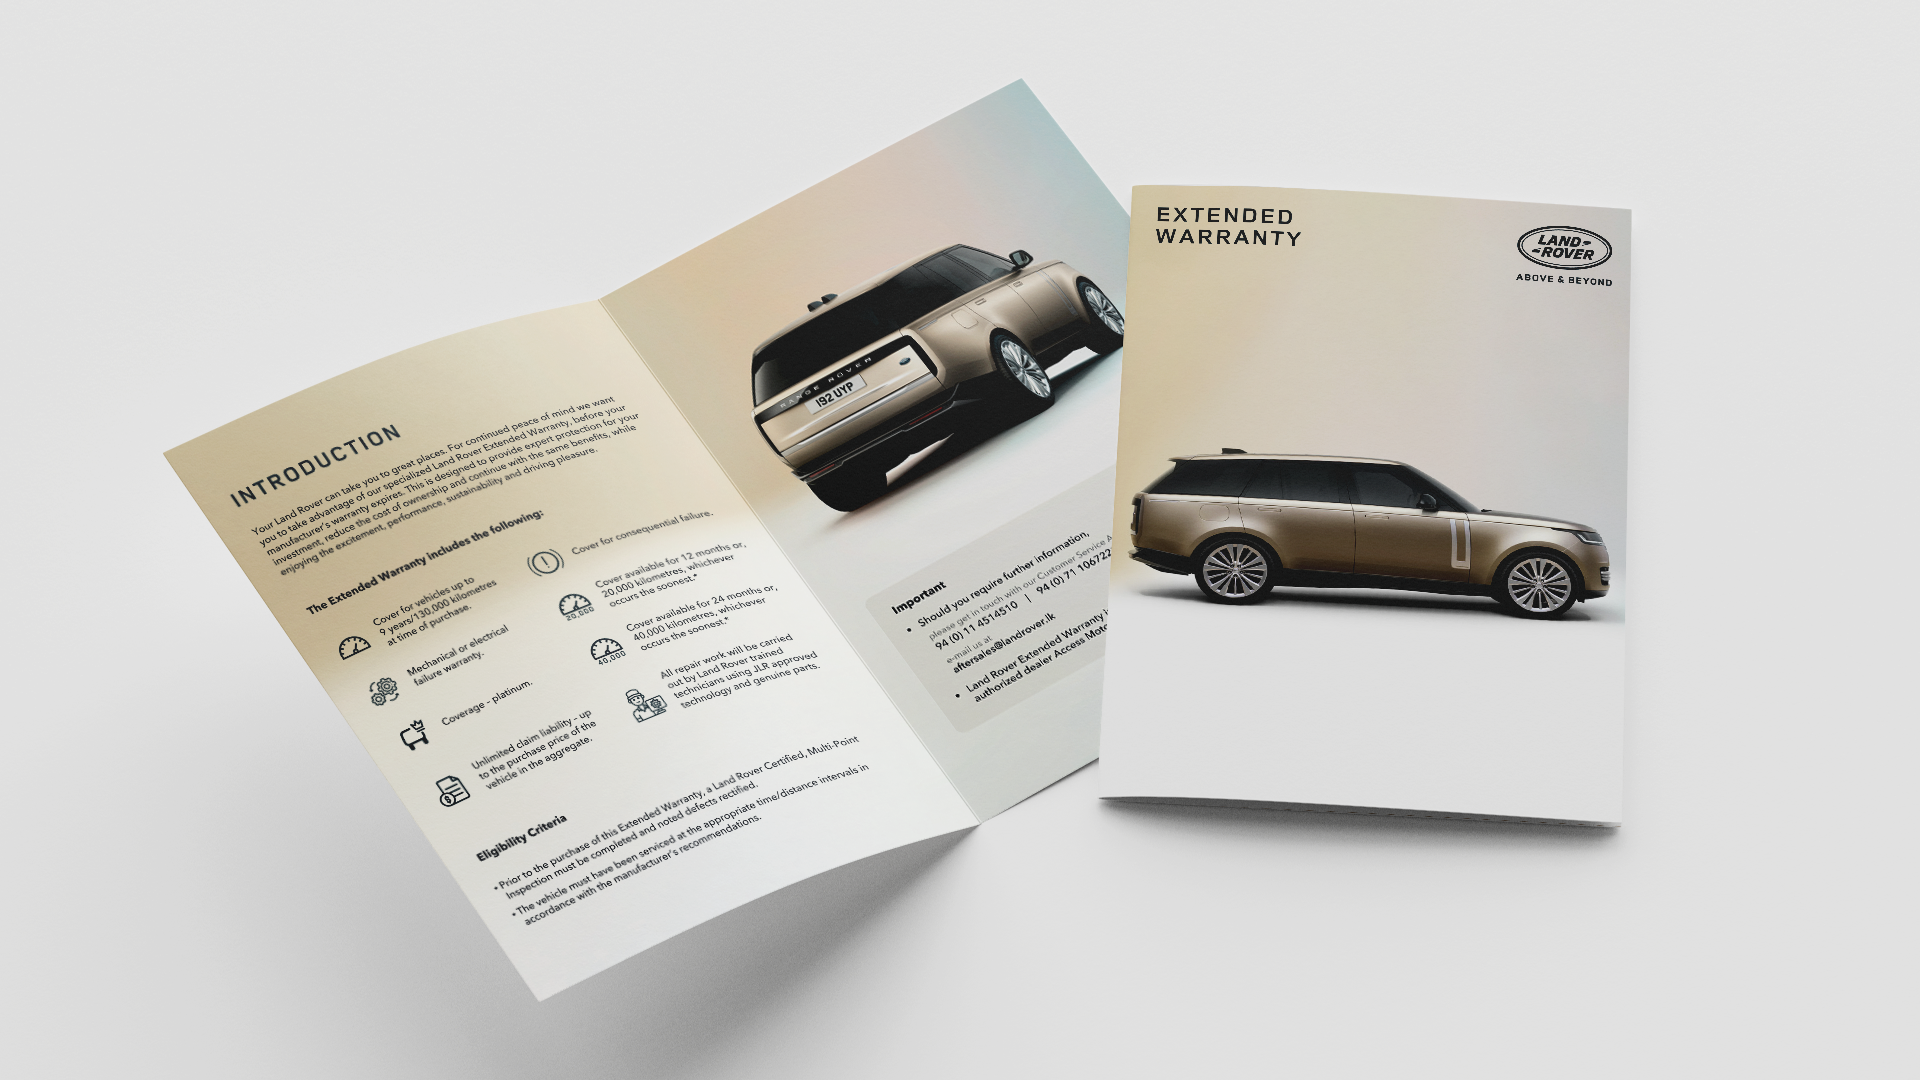 INTRODUCTION
Your Land Rover can take you to great places. For continued peace of mind we want
you to take advantage of our specialized Land Rover Extended Warranty, before your
manufacturer's warranty expires. This is designed to provide expert protection for your
investment, reduce the cost of ownership and continue with the same benefits, while
enjoying the excitement, performance, sustainability and driving pleasure.
The Extended Warranty includes the following:
Cover for vehicles up to
9 years/130,000 kilometres
at time of purchase.
Mechanical or electrical
failure warranty.
Coverage - platinum.
Unlimited claim liability - up
to the purchase price of the
vehicle in the aggregate.
Cover for consequential failure.
20,000
Cover available for 12 months or,
20,000 kilometres, whichever
occurs the soonest.*
40,000
Cover available for 24 months or,
40,000 kilometres, whichever
occurs the soonest.*
All repair work will be carried
out by Land Rover trained
technicians using JLR approved
technology and genuine parts.
Eligibility Criteria
• Prior to the purchase of this Extended Warranty, a Land Rover Certified, Multi-Point
Inspection must be completed and noted defects rectified.
• The vehicle must have been serviced at the appropriate time/distance intervals in
accordance with the manufacturer's recommendations.
RANGE ROVER
192 UYP
Important
• Should you require further information,
please get in touch with our Customer Service
94 (0) 11 4514510 | 94 (0) 71 106722
e-mail us at
aftersales@landrover.lk
• Land Rover Extended Warranty
authorized dealer Access
EXTENDED
WARRANTY
LAND
ROVER
ABOVE & BEYOND